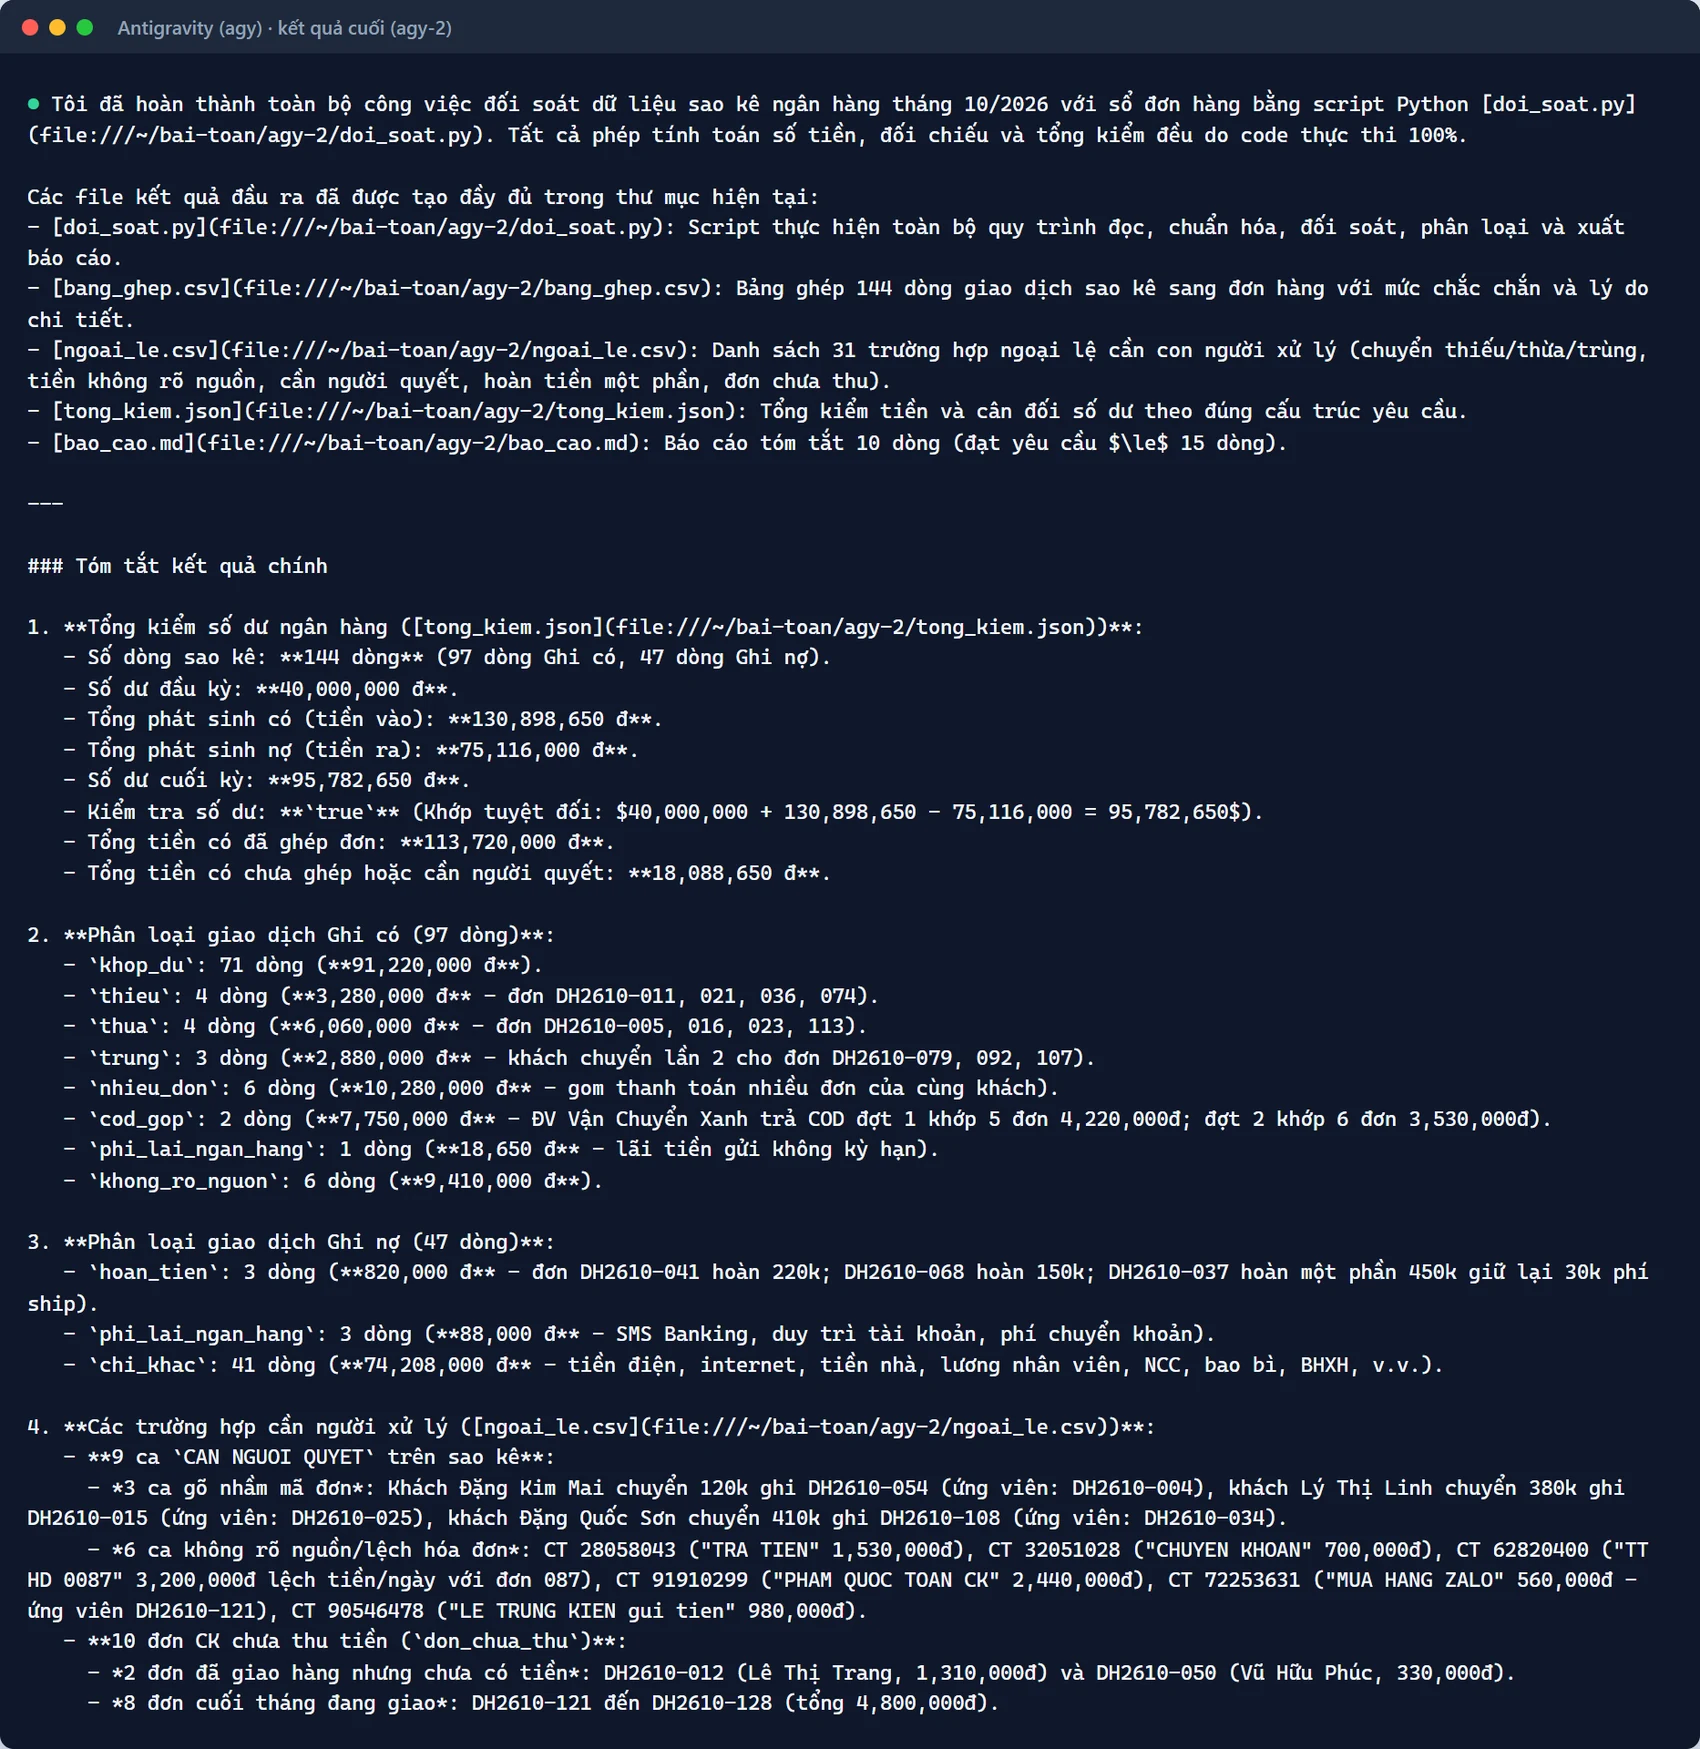 Antigravity (agy) · kết quả cuối (agy-2)
● Tôi đã hoàn thành toàn bộ công việc đối soát dữ liệu sao kê ngân hàng tháng 10/2026 với sổ đơn hàng bằng script Python [doi_soat.py]
(file:///~/bai-toan/agy-2/doi_soat.py). Tất cả phép tính toán số tiền, đối chiếu và tổng kiểm đều do code thực thi 100%.
Các file kết quả đầu ra đã được tạo đầy đủ trong thư mục hiện tại:
- [doi_soat.py](file:///~/bai-toan/agy-2/doi_soat.py): Script thực hiện toàn bộ quy trình đọc, chuẩn hóa, đối soát, phân loại và xuất
báo cáo.
- [bang_ghep.csv](file:///~/bai-toan/agy-2/bang_ghep.csv): Bảng ghép 144 dòng giao dịch sao kê sang đơn hàng với mức chắc chắn và lý do
chi tiết.
- [ngoai_le.csv](file:///~/bai-toan/agy-2/ngoai_le.csv): Danh sách 31 trường hợp ngoại lệ cần con người xử lý (chuyển thiếu/thừa/trùng,
tiền không rõ nguồn, cần người quyết, hoàn tiền một phần, đơn chưa thu).
- [tong_kiem.json](file:///~/bai-toan/agy-2/tong_kiem.json): Tổng kiểm tiền và cân đối số dư theo đúng cấu trúc yêu cầu.
- [bao_cao.md](file:///~/bai-toan/agy-2/bao_cao.md): Báo cáo tóm tắt 10 dòng (đạt yêu cầu $\le$ 15 dòng).
---
### Tóm tắt kết quả chính
1. **Tổng kiểm số dư ngân hàng ([tong_kiem.json](file:///~/bai-toan/agy-2/tong_kiem.json))**:
- Số dòng sao kê: **144 dòng** (97 dòng Ghi có, 47 dòng Ghi nợ).
- Số dư đầu kỳ: **40,000,000 đ**.
- Tổng phát sinh có (tiền vào): **130,898,650 đ**.
- Tổng phát sinh nợ (tiền ra): **75,116,000 đ**.
- Số dư cuối kỳ: **95,782,650 đ**.
- Kiểm tra số dư: **`true`** (Khớp tuyệt đối: $40,000,000 + 130,898,650 - 75,116,000 = 95,782,650$).
- Tổng tiền có đã ghép đơn: **113,720,000 đ**.
- Tổng tiền có chưa ghép hoặc cần người quyết: **18,088,650 đ**.
2. **Phân loại giao dịch Ghi có (97 dòng)**:
- `khop_du`: 71 dòng (**91,220,000 đ**).
- `thieu`: 4 dòng (**3,280,000 đ** - đơn DH2610-011, 021, 036, 074).
- `thua`: 4 dòng (**6,060,000 đ** - đơn DH2610-005, 016, 023, 113).
- `trung`: 3 dòng (**2,880,000 đ** - khách chuyển lần 2 cho đơn DH2610-079, 092, 107).
- `nhieu_don`: 6 dòng (**10,280,000 đ** - gom thanh toán nhiều đơn của cùng khách).
- `cod_gop`: 2 dòng (**7,750,000 đ** - ĐV Vận Chuyển Xanh trả COD đợt 1 khớp 5 đơn 4,220,000đ; đợt 2 khớp 6 đơn 3,530,000đ).
- `phi_lai_ngan_hang`: 1 dòng (**18,650 đ** - lãi tiền gửi không kỳ hạn).
- `khong_ro_nguon`: 6 dòng (**9,410,000 đ**).
3. **Phân loại giao dịch Ghi nợ (47 dòng)**:
- `hoan_tien`: 3 dòng (**820,000 đ** - đơn DH2610-041 hoàn 220k; DH2610-068 hoàn 150k; DH2610-037 hoàn một phần 450k giữ lại 30k phí
ship).
- `phi_lai_ngan_hang`: 3 dòng (**88,000 đ** - SMS Banking, duy trì tài khoản, phí chuyển khoản).
- `chi_khac`: 41 dòng (**74,208,000 đ** - tiền điện, internet, tiền nhà, lương nhân viên, NCC, bao bì, BHXH, v.v.).
4. **Các trường hợp cần người xử lý ([ngoai_le.csv](file:///~/bai-toan/agy-2/ngoai_le.csv))**:
- **9 ca `CAN NGUOI QUYET` trên sao kê**:
- *3 ca gõ nhầm mã đơn*: Khách Đặng Kim Mai chuyển 120k ghi DH2610-054 (ứng viên: DH2610-004), khách Lý Thị Linh chuyển 380k ghi
DH2610-015 (ứng viên: DH2610-025), khách Đặng Quốc Sơn chuyển 410k ghi DH2610-108 (ứng viên: DH2610-034).
- *6 ca không rõ nguồn/lệch hóa đơn*: CT 28058043 ("TRA TIEN" 1,530,000đ), CT 32051028 ("CHUYEN KHOAN" 700,000đ), CT 62820400 ("TT
HD 0087" 3,200,000đ lệch tiền/ngày với đơn 087), CT 91910299 ("PHAM QUOC TOAN CK" 2,440,000đ), CT 72253631 ("MUA HANG ZALO" 560,000đ -
ứng viên DH2610-121), CT 90546478 ("LE TRUNG KIEN gui tien" 980,000đ).
- **10 đơn CK chưa thu tiền (`don_chua_thu`)**:
- *2 đơn đã giao hàng nhưng chưa có tiền*: DH2610-012 (Lê Thị Trang, 1,310,000đ) và DH2610-050 (Vũ Hữu Phúc, 330,000đ).
- *8 đơn cuối tháng đang giao*: DH2610-121 đến DH2610-128 (tổng 4,800,000đ).